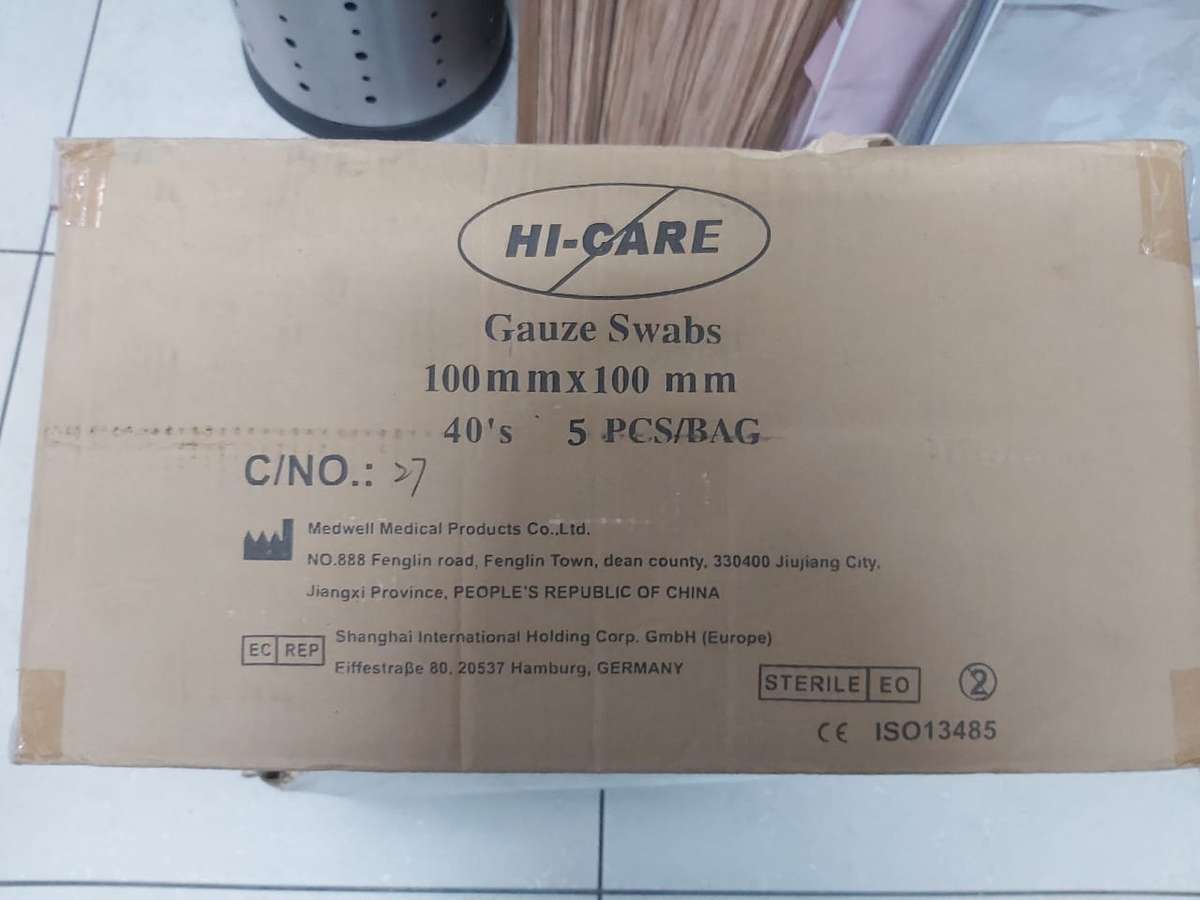 HI-CARE
Gauze Swabs
100mmx100 mm
40's 5 PCS/BAG
C/NO.: 27
Medwell Medical Products Co.,Ltd.
NO.888 Fenglin road, Fenglin Town, dean county, 330400 Jiujiang City,
Jiangxi Province, PEOPLE'S REPUBLIC OF CHINA
EC REP
Shanghai International Holding Corp. GmbH (Europe)
Eiffestraße 80, 20537 Hamburg, GERMANY
STERILE EO 2
CE ISO13485